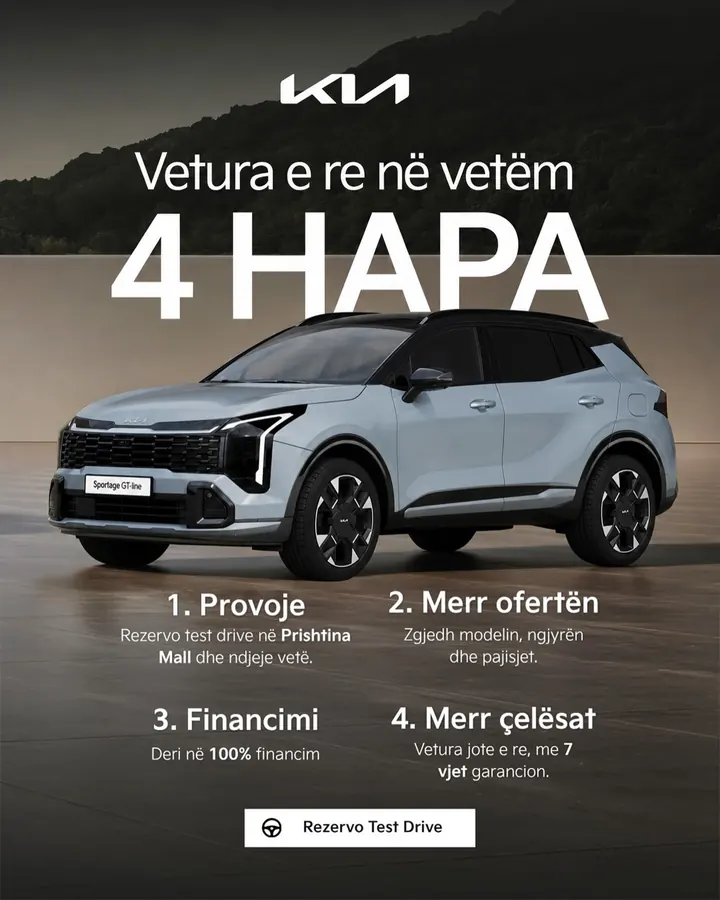 KIA
Vetura e re në vetëm
4 HAPA
Sportage GT-line
1. Provoje
Rezervo test drive në Prishtina
Mall dhe ndjeje vetë.
2. Merr ofertën
Zgjedh modelin, ngjyrën
dhe pajisjet.
3. Financimi
Deri në 100% financim
4. Merr çelësat
Vetura jote e re, me 7
vjet garancion.
Rezervo Test Drive